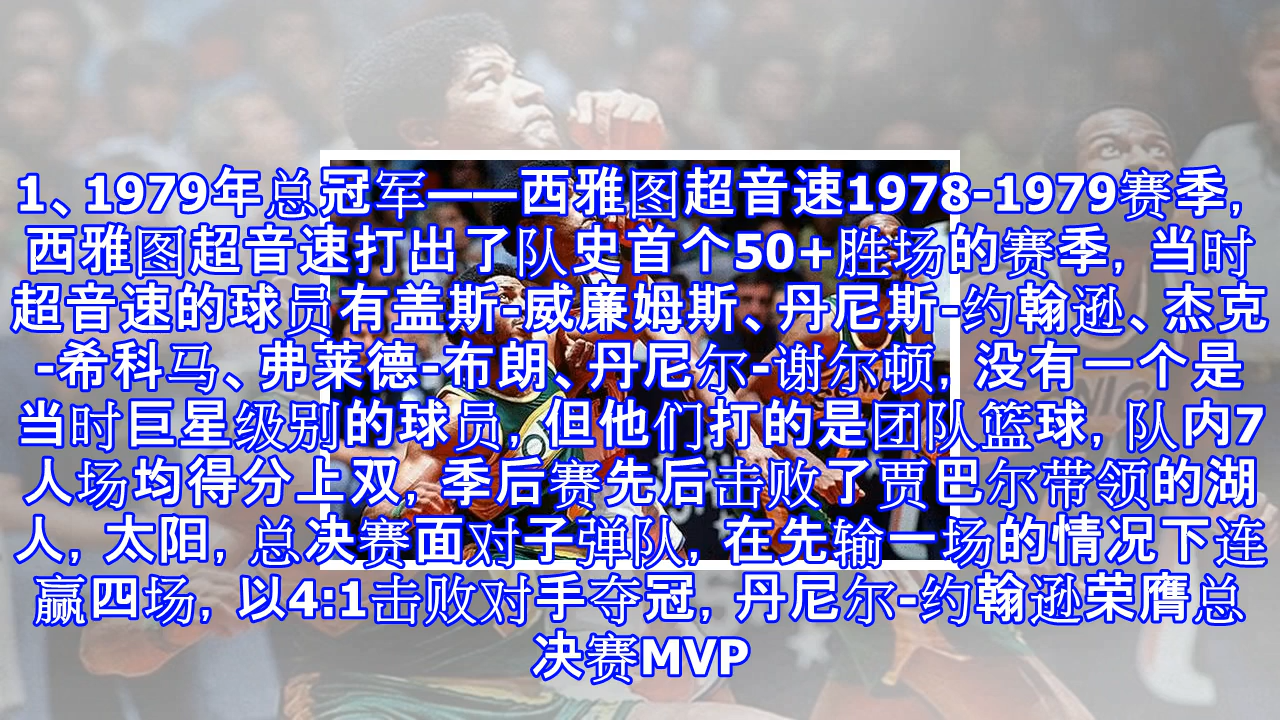 1、1979年总冠军——西雅图超音速1978-1979赛季,
西雅图超音速打出了队史首个50+胜场的赛季, 当时
超音速的球员有盖斯-威廉姆斯、丹尼斯-约翰逊、杰克
-希科马、弗莱德-布朗、丹尼尔-谢尔顿, 没有一个是
当时巨星级别的球员, 但他们打的是团队篮球, 队内7
人场均得分上双, 季后赛先后击败了贾巴尔带领的湖
人, 太阳, 总决赛面对子弹队, 在先输一场的情况下连
赢四场, 以4:1击败对手夺冠, 丹尼尔-约翰逊荣膺总
决赛MVP